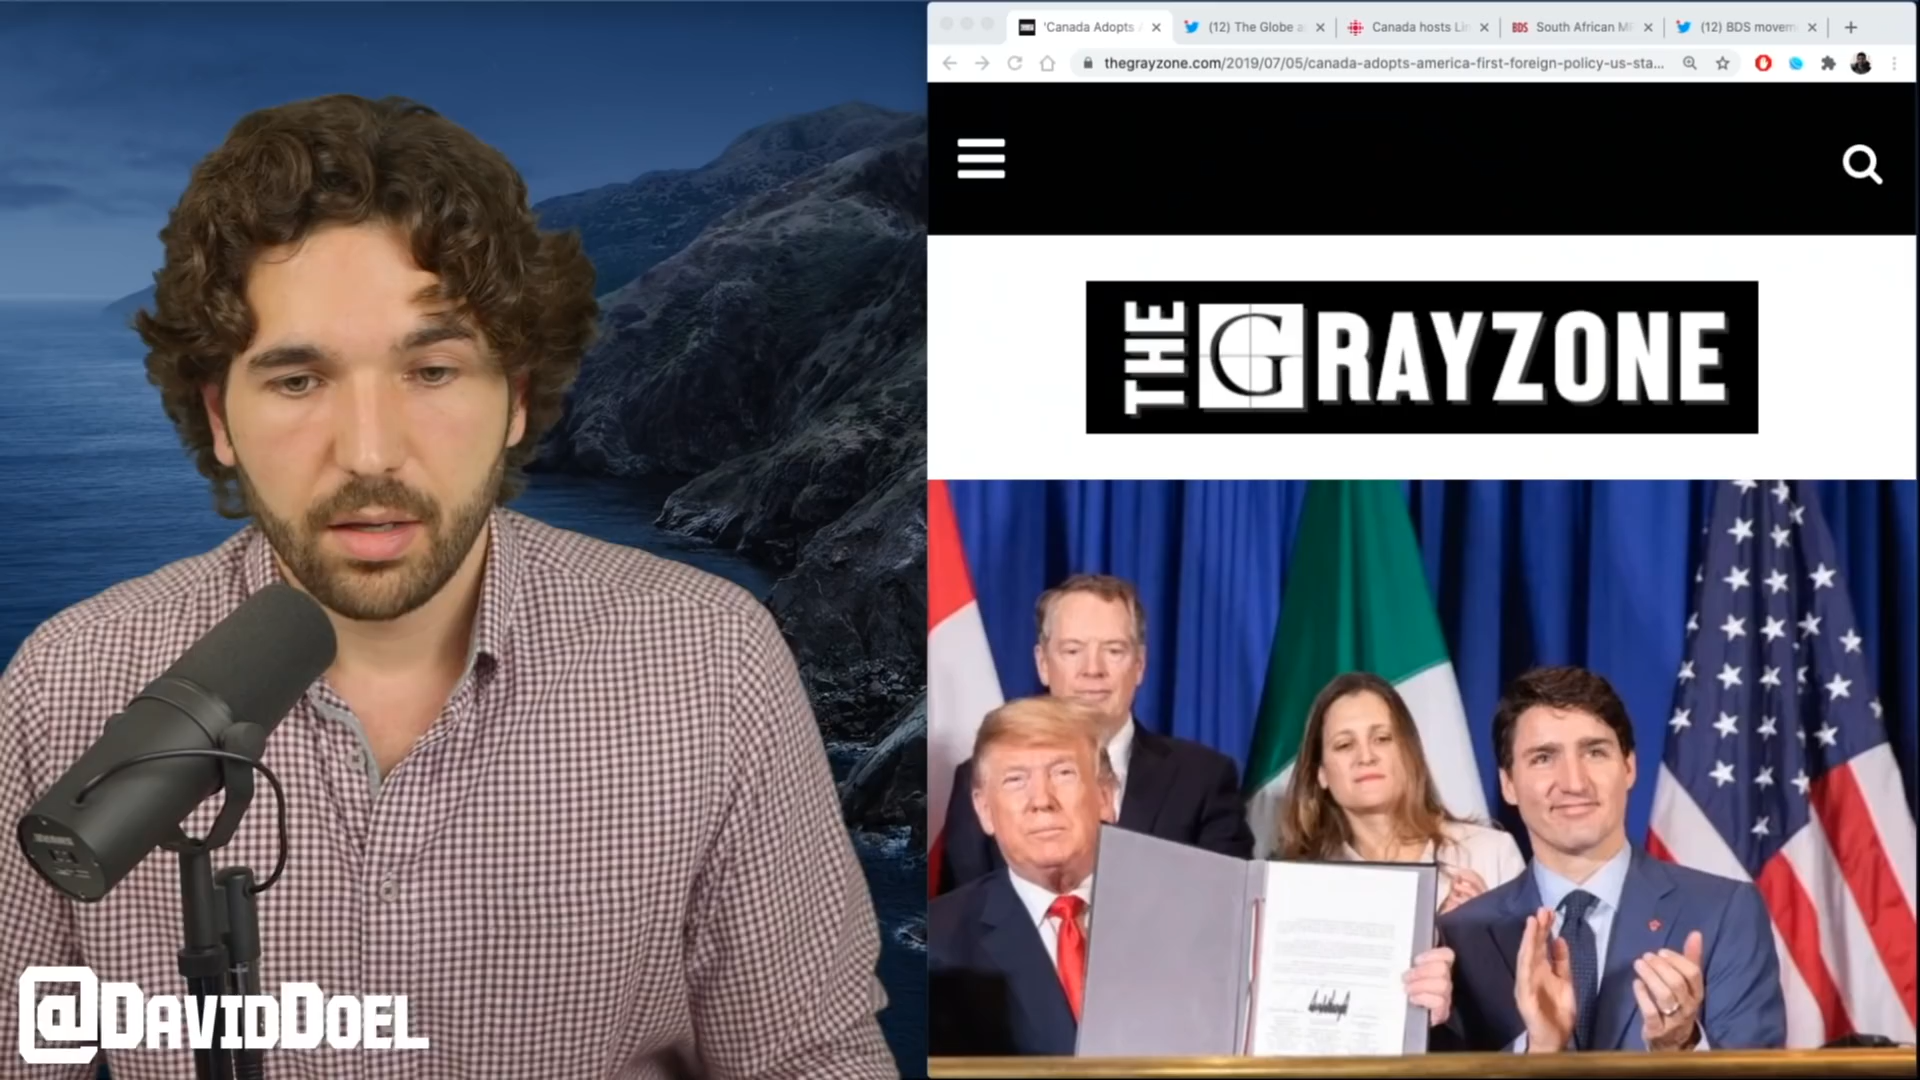 'Canada Adopts
(12) The Globe a
Canada hosts Li
BDS South African M
(12) BDS movem
thegrayzone.com/2019/07/05/canada-adopts-america-first-foreign-policy-us-sta...
THE GRAYZONE
@DAVIDDOEL